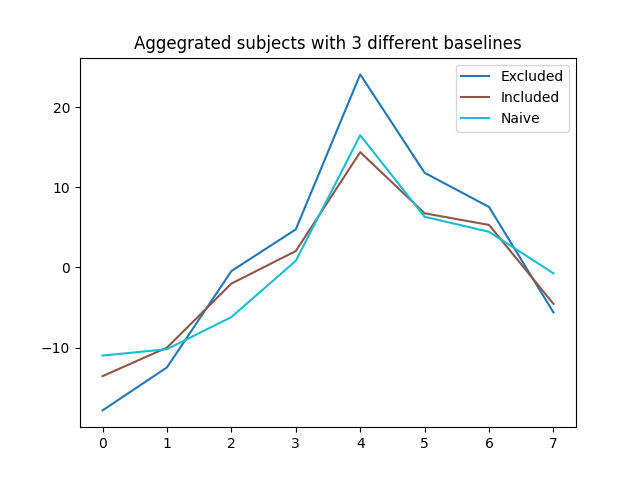 Aggegrated subjects with 3 different baselines
Excluded
Included
Naive
20
10
0
−10
0 1 2 3 4 5 6 7